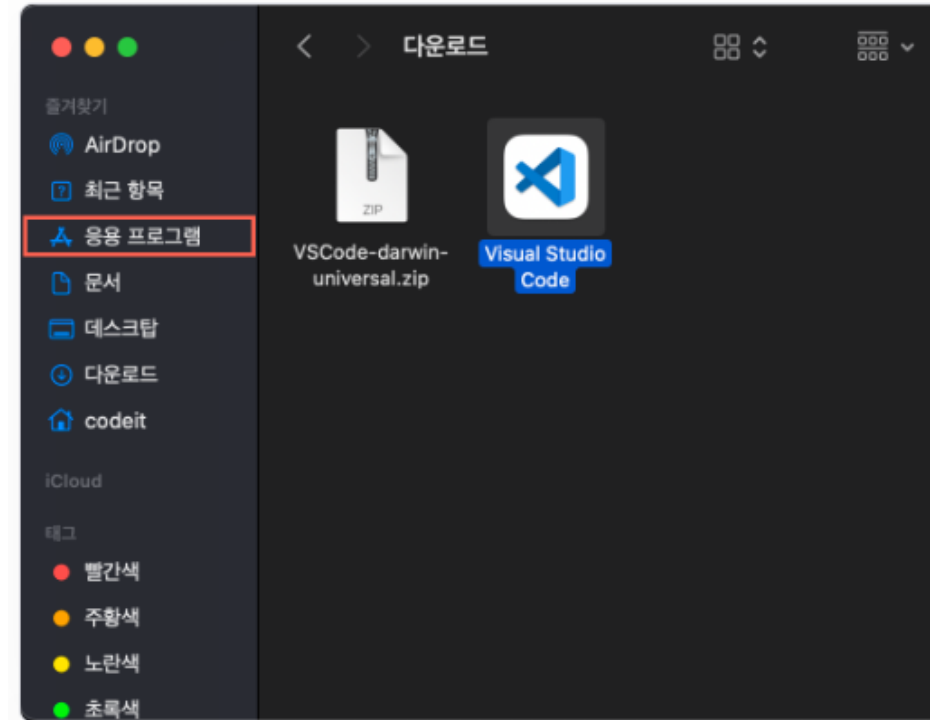 다운로드
즐겨찾기
AirDrop
최근 항목
응용 프로그램
문서
데스크탑
다운로드
codeit
iCloud
태그
빨간색
주황색
노란색
초록색
ZIP
VSCode-darwin-
universal.zip
Visual Studio
Code